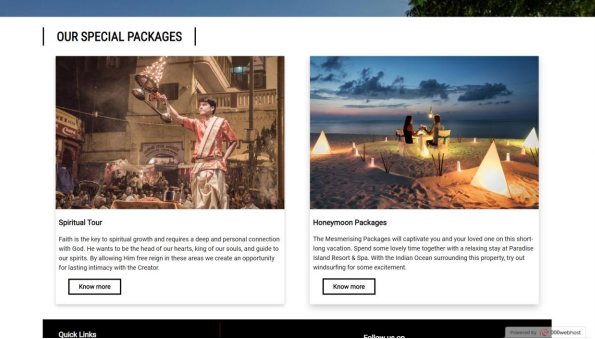 OUR SPECIAL PACKAGES
Spiritual Tour
Faith is the key to spiritual growth and requires a deep and personal connection
with God. He wants to be the head of our hearts, king of our souls, and guide to
our spirits. By allowing Him free reign in these areas we create an opportunity
for lasting intimacy with the Creator.
Know more
Honeymoon Packages
The Mesmerising Packages will captivate you and your loved one on this short-
long vacation. Spend some lovely time together with a relaxing stay at Paradise
Island Resort & Spa. With the Indian Ocean surrounding this property, try out
windsurfing for some excitement.
Know more
Quick Links
Follow us on
Powered by 000webhost